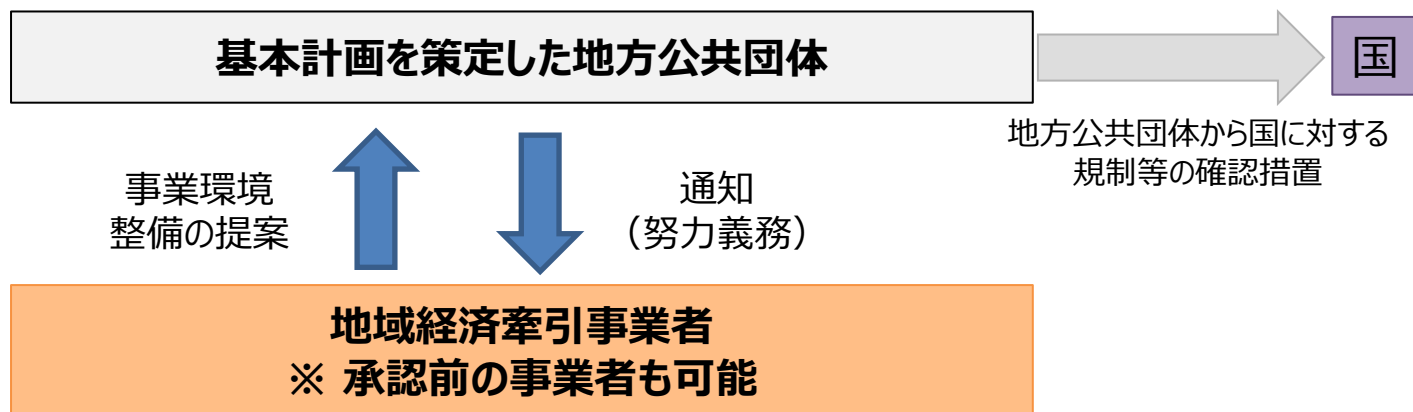 基本計画を策定した地方公共団体
国
地方公共団体から国に対する
規制等の確認措置
事業環境
整備の提案
通知
（努力義務）
地域経済牽引事業者
※ 承認前の事業者も可能